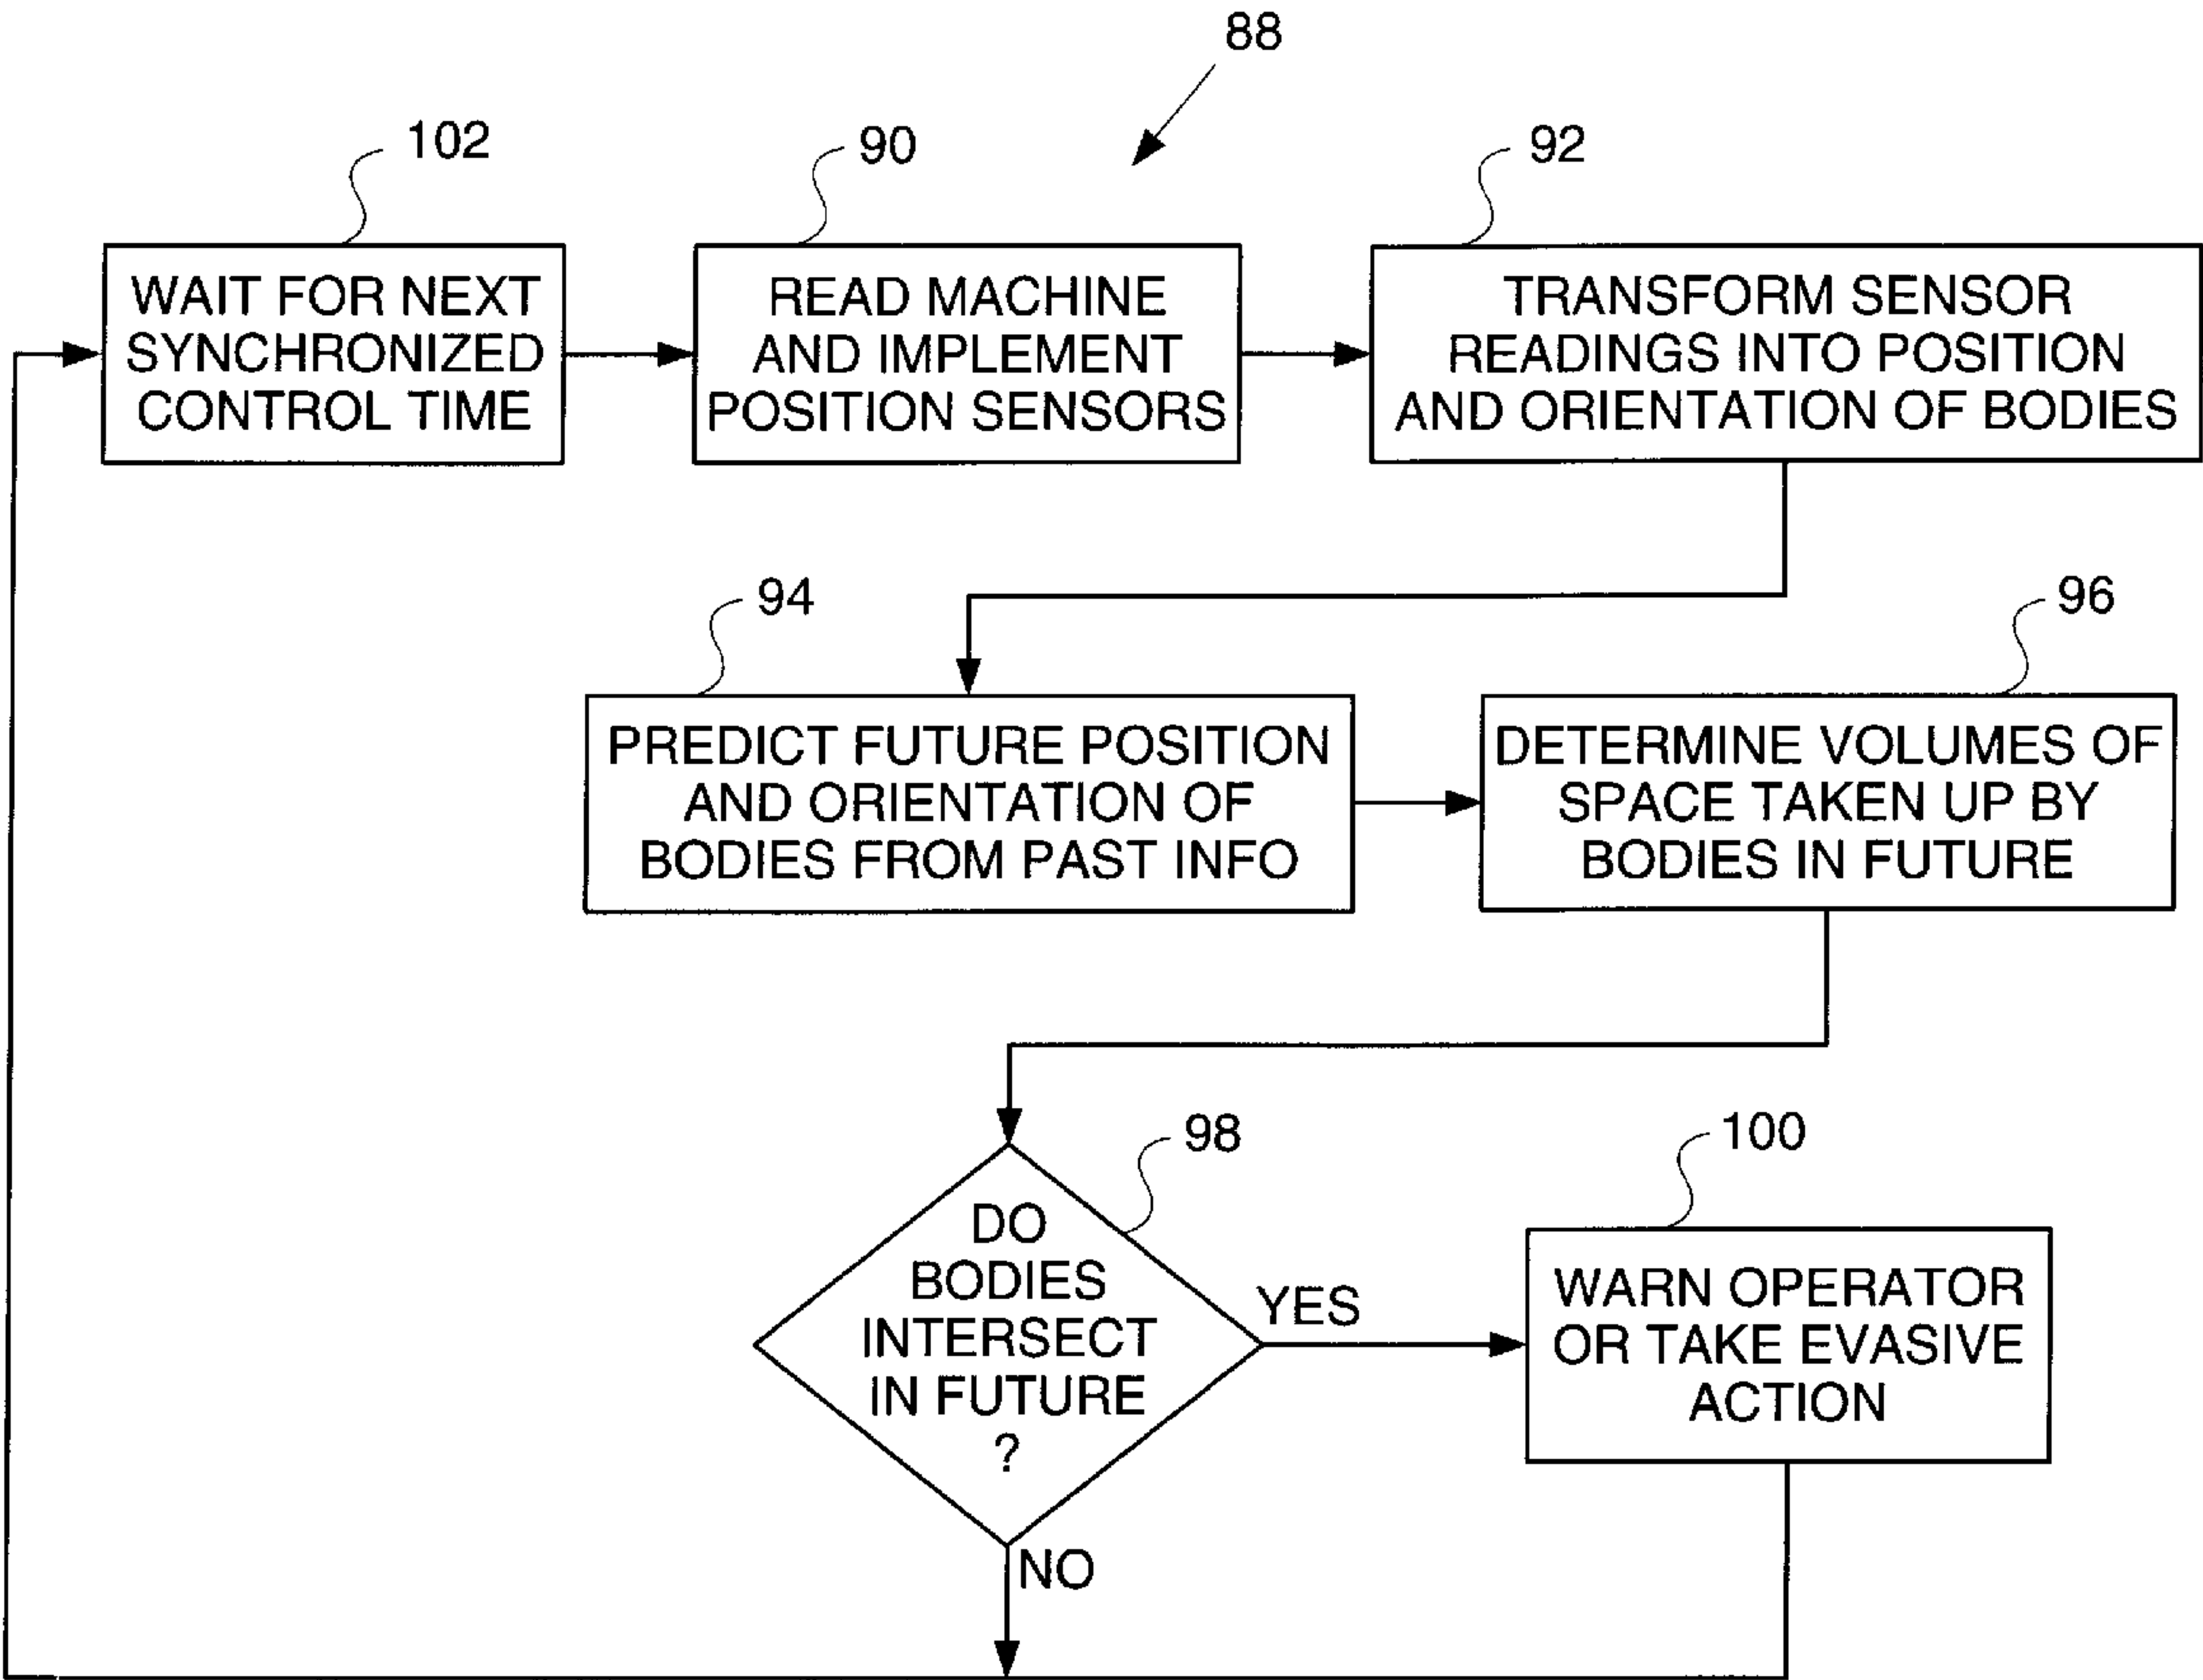 88
102
90
92
WAIT FOR NEXT
SYNCHRONIZED
CONTROL TIME
READ MACHINE
AND IMPLEMENT
POSITION SENSORS
TRANSFORM SENSOR
READINGS INTO POSITION
AND ORIENTATION OF BODIES
94
96
PREDICT FUTURE POSITION
AND ORIENTATION OF
BODIES FROM PAST INFO
DETERMINE VOLUMES OF
SPACE TAKEN UP BY
BODIES IN FUTURE
98
100
DO
BODIES
INTERSECT
IN FUTURE
?
YES
WARN OPERATOR
OR TAKE EVASIVE
ACTION
NO